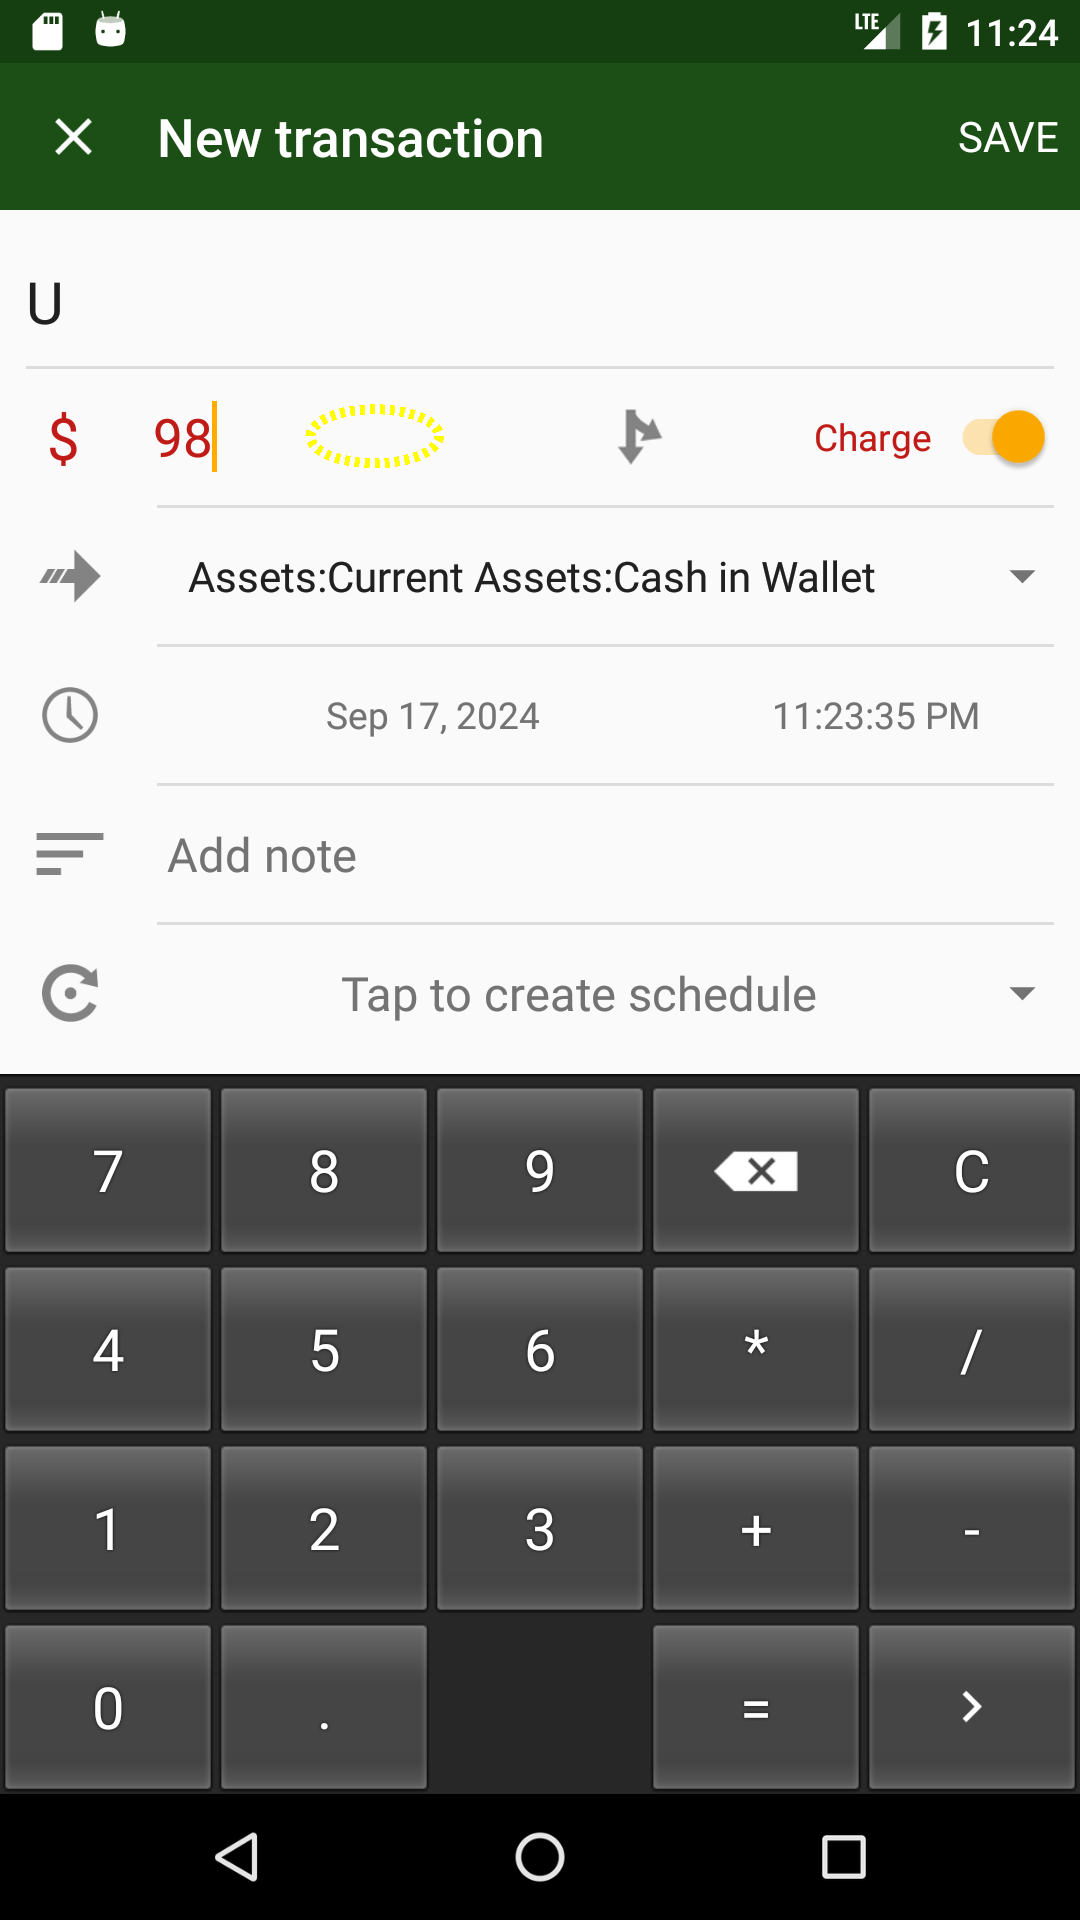 LTE 11:24
New transaction SAVE
U
$ 98 Charge
Assets:Current Assets:Cash in Wallet
Sep 17, 2024 11:23:35 PM
Add note
Tap to create schedule
7 8 9 C
4 5 6 * /
1 2 3 + -
0 . = >